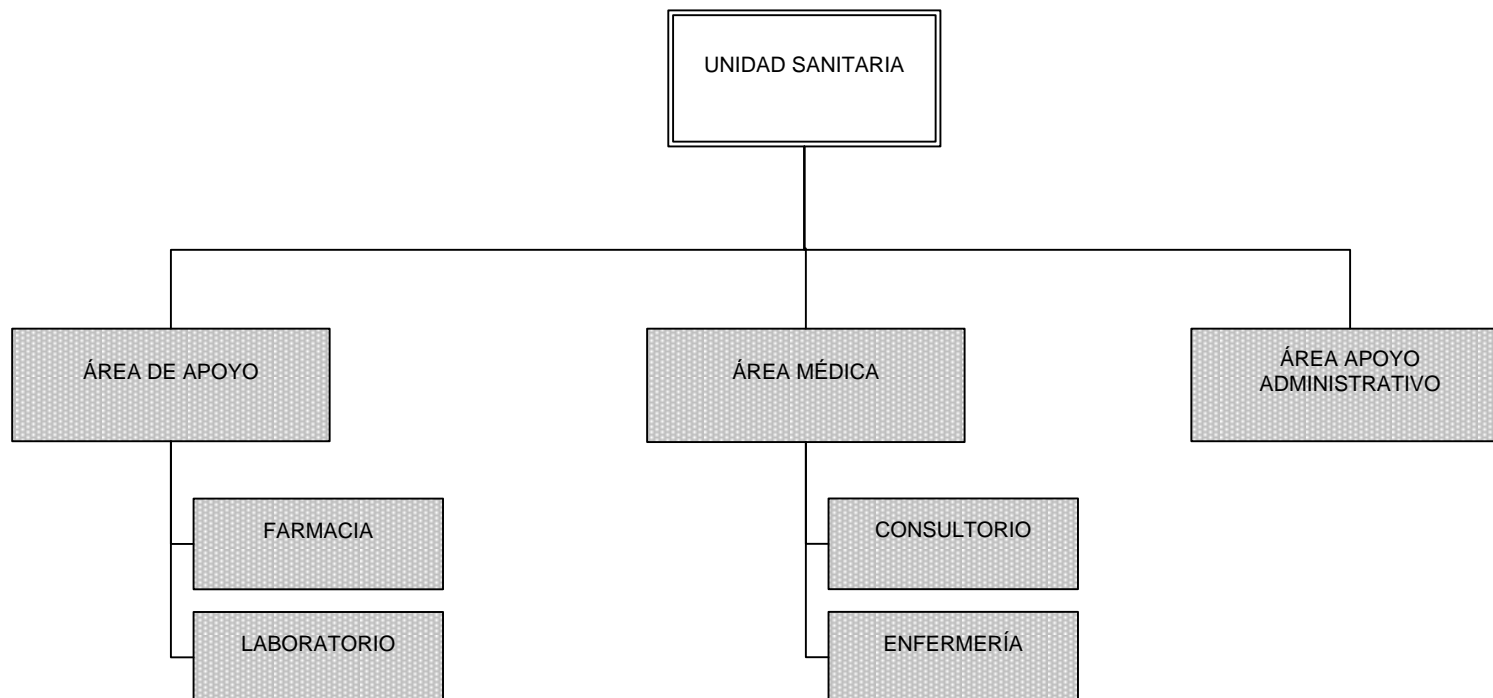 UNIDAD SANITARIA
ÁREA DE APOYO
ÁREA MÉDICA
ÁREA APOYO
ADMINISTRATIVO
FARMACIA
CONSULTORIO
LABORATORIO
ENFERMERÍA